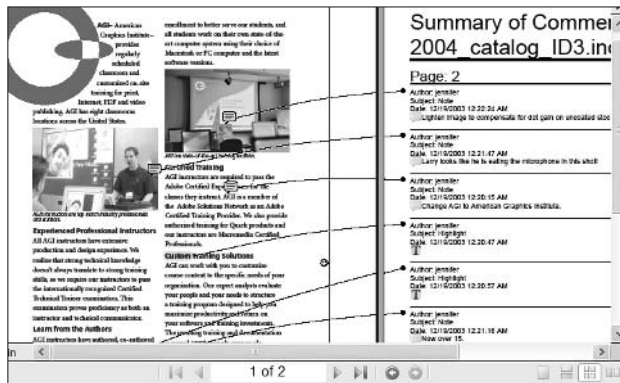 AGI– American
Graphics Institute–
provides
regularly
scheduled
classroom and
customized on-site
training for print,
Internet, PDF and video
publishing. AGI has eight classrooms
locations across the United States.
Experienced Professional Instructors
All AGI instructors have extensive
production and design experience. We
realize that strong technical knowledge
doesn't always translate to strong training
skills, so we require our instructors to pass
the internationally recognized Certified
Technical Trainer examination. This
examination proves proficiency as both an
instructor and technical communicator.
Learn from the Authors
AGI instructors have authored, co-authored
enrollment to better serve our students, and
all students work on their own state-of-the-
art computer system using their choice of
Macintosh or PC computer and the latest
software versions.
Certified Training
AGI instructors are required to pass the
Adobe Certified for the
classes they instruct. AGI is a member of
the Adobe Solutions Network as an Adobe
Certified Training Provider. We also provide
authorized training for Quark products and
our instructors are Macromedia Certified
Professionals.
Custom Training Solutions
AGI can work with you to customize
course content to the specific needs of your
organization. Our expert analysts evaluate
your people and your needs to structure
a training program designed to help you
maximize productivity and return on
your software and training investments.
The resulting training and documentation
Summary of Comme
2004_catalog_ID3.in
Page: 2
Author: jennifer
Subject: Note
Date: 12/19/2003 12:22:24 AM
Lighten image to compensate for dot gain on uncoated stoc
Author: jennifer
Subject: Note
Date: 12/19/2003 12:21:47 AM
Larry looks like he is eating the microphone in this shot!
Author: jennifer
Subject: Note
Date: 12/19/2003 12:20:15 AM
Change AGI to American Graphics Institute.
Author: jennifer
Subject: Highlight
Date: 12/19/2003 12:20:47 AM
T
Author: jennifer
Subject: Highlight
Date: 12/19/2003 12:20:57 AM
T
Author: jennifer
Subject: Note
Date: 12/19/2003 12:21:16 AM
Now over 15.
in
1 of 2